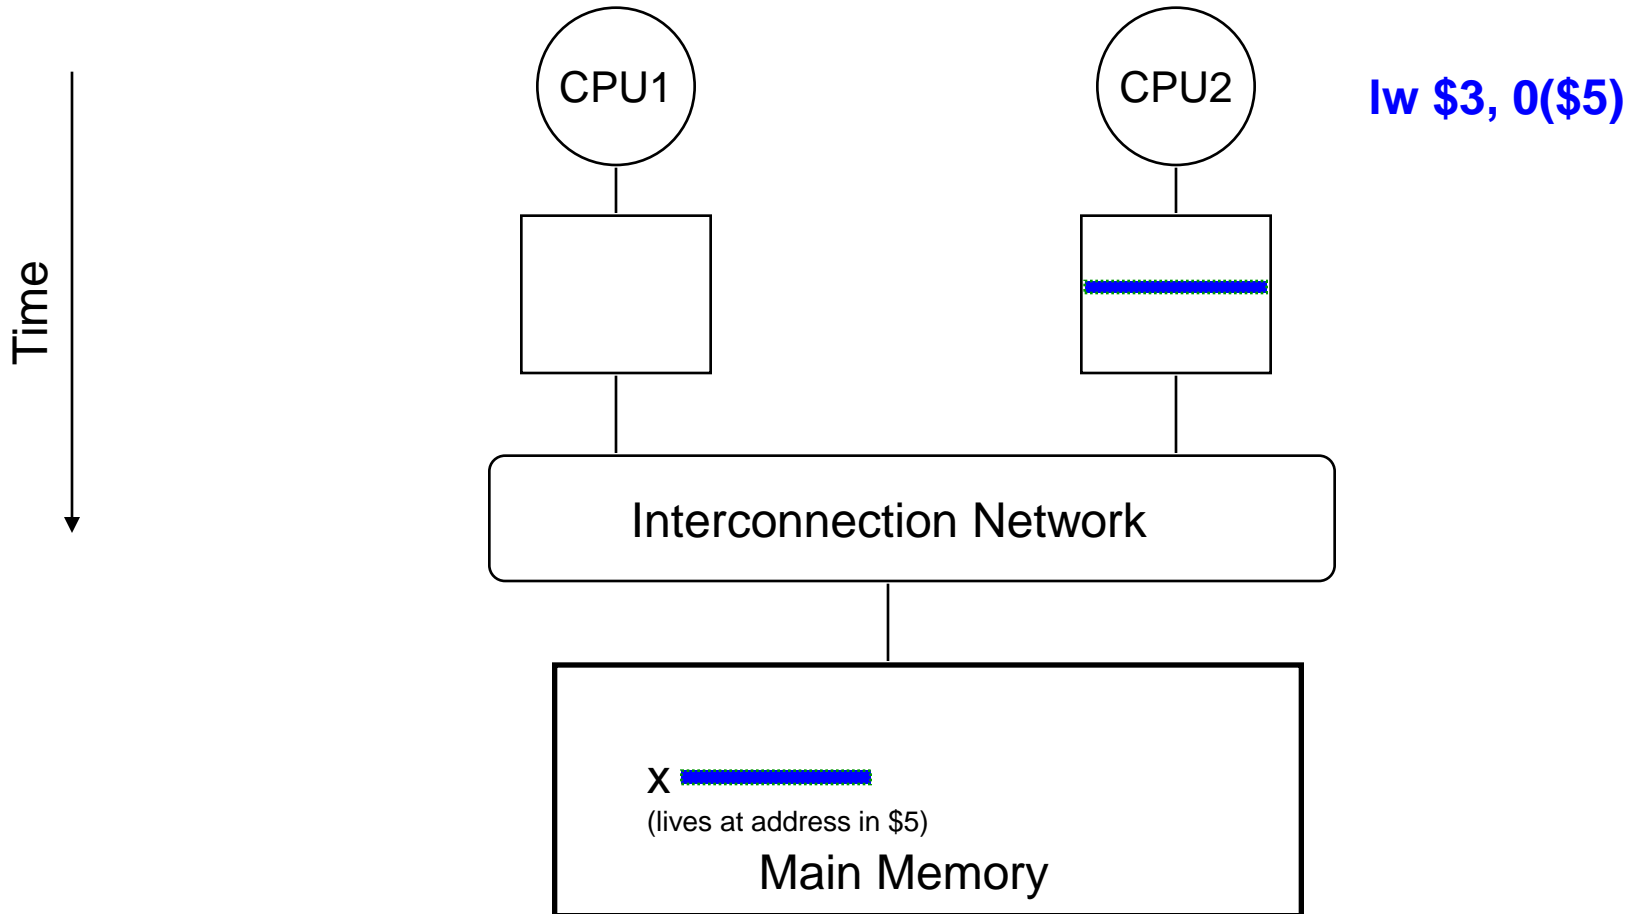 CPU1
CPU2
lw $3, 0($5)
Time
Interconnection Network
x
(lives at address in $5)
Main Memory